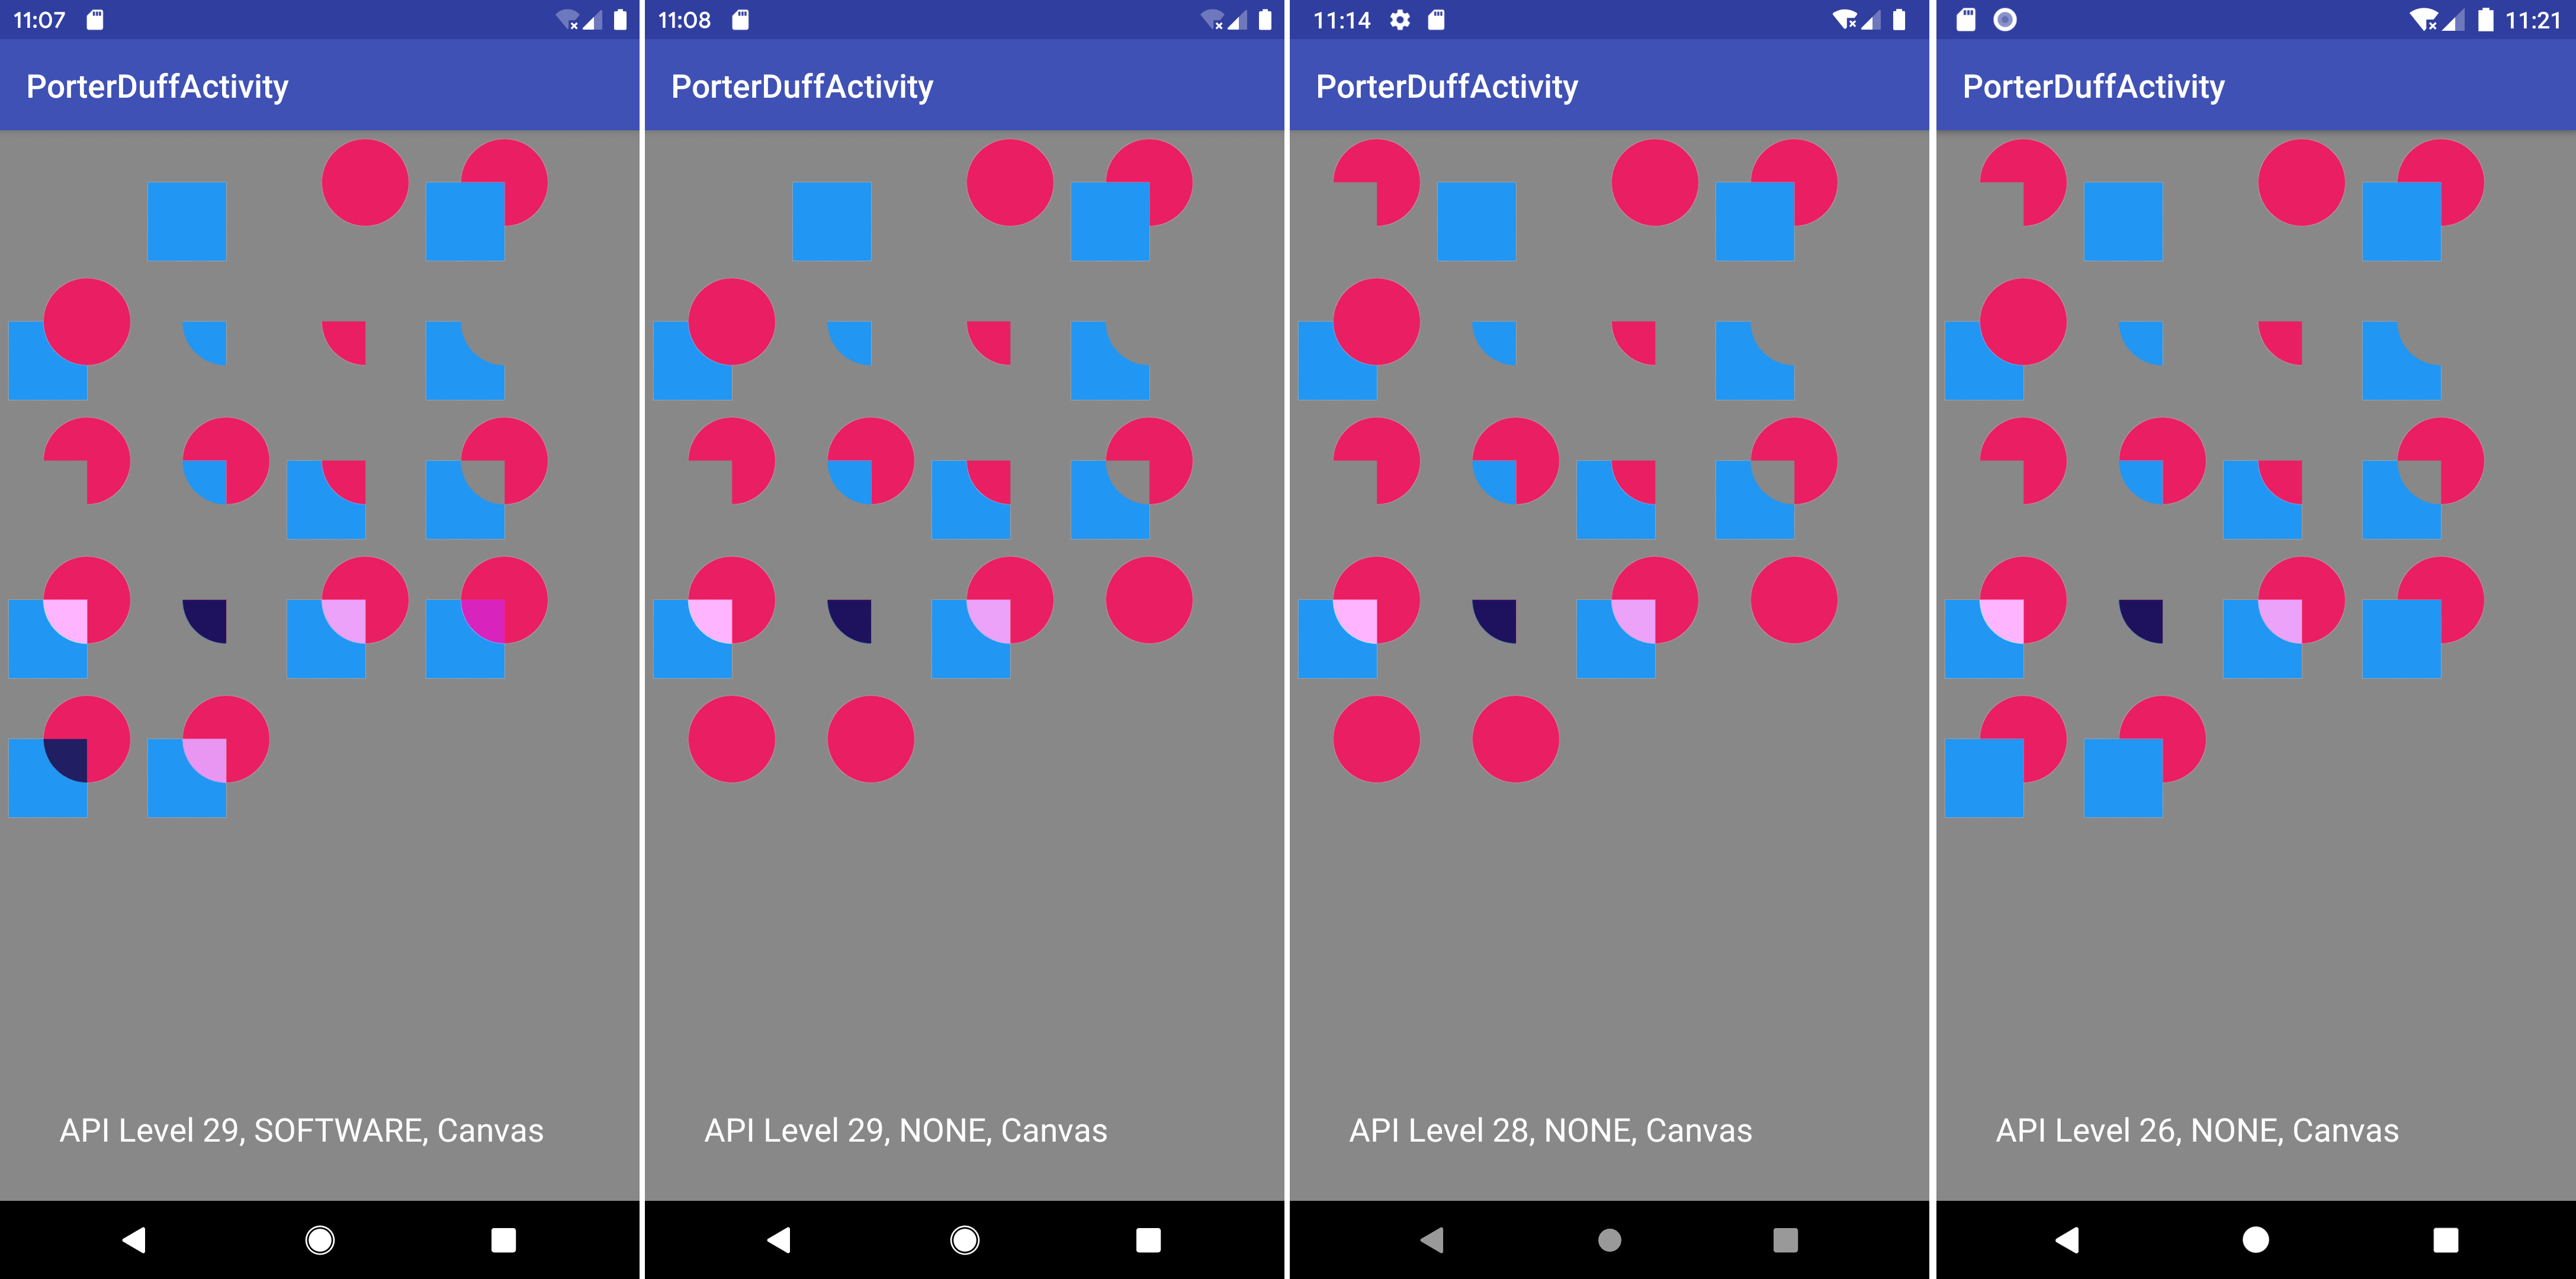 11:07
PorterDuffActivity
API Level 29, SOFTWARE, Canvas
11:08
PorterDuffActivity
API Level 29, NONE, Canvas
11:14
PorterDuffActivity
API Level 28, NONE, Canvas
11:21
PorterDuffActivity
API Level 26, NONE, Canvas